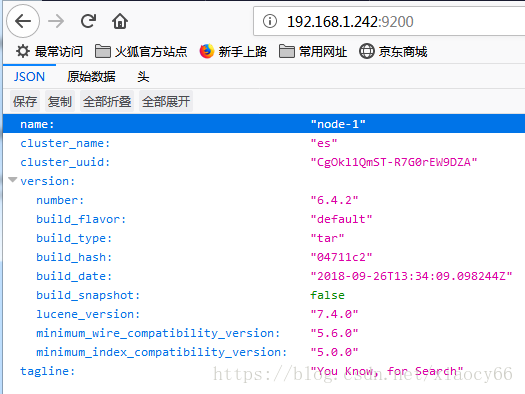 192.168.1.242:9200
最常访问 火狐官方站点 新手上路 常用网址 京东商城
JSON 原始数据 头
保存 复制 全部折叠 全部展开
name: "node-1"
cluster_name: "es"
cluster_uuid: "CgOkl1QmST-R7G0rEW9DZA"
version:
number: "6.4.2"
build_flavor: "default"
build_type: "tar"
build_hash: "04711c2"
build_date: "2018-09-26T13:34:09.098244Z"
build_snapshot: false
lucene_version: "7.4.0"
minimum_wire_compatibility_version: "5.6.0"
minimum_index_compatibility_version: "5.0.0"
tagline: "You Know, for Search"
https://blog.csdn.net/xiaocy66